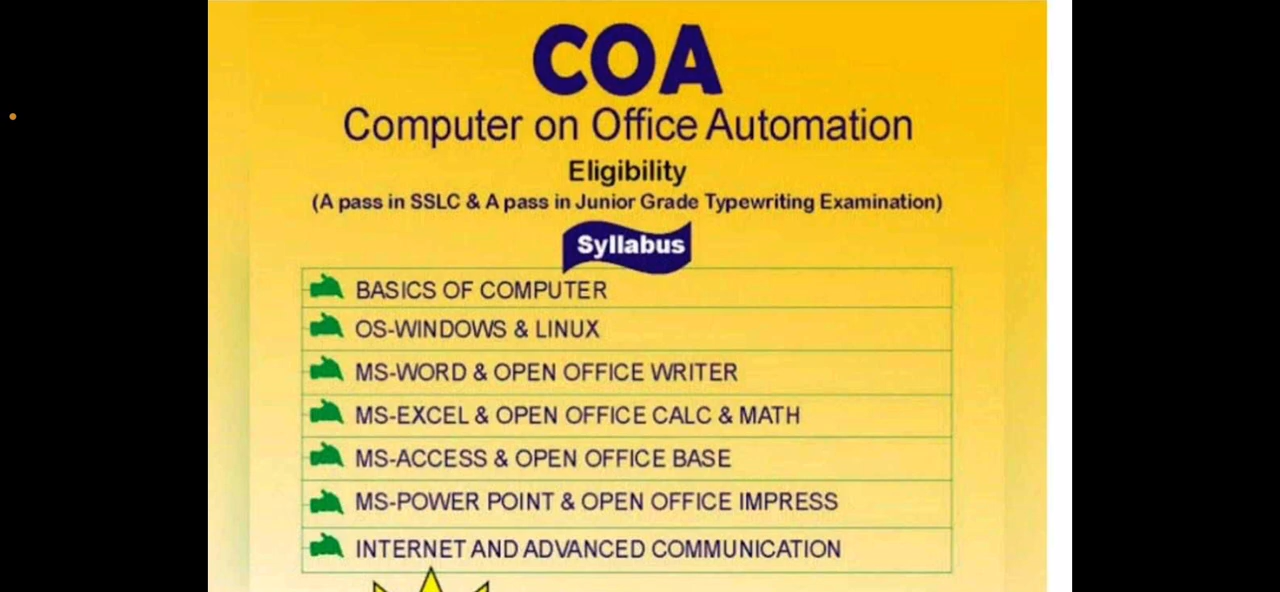 COA
Computer on Office Automation
Eligibility
(A pass in SSLC & A pass in Junior Grade Typewriting Examination)
Syllabus
BASICS OF COMPUTER
OS-WINDOWS & LINUX
MS-WORD & OPEN OFFICE WRITER
MS-EXCEL & OPEN OFFICE CALC & MATH
MS-ACCESS & OPEN OFFICE BASE
MS-POWER POINT & OPEN OFFICE IMPRESS
INTERNET AND ADVANCED COMMUNICATION